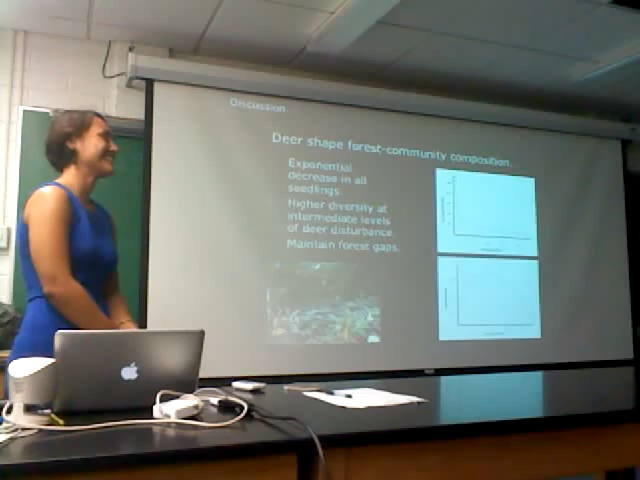 Discussion
Deer shape forest-community composition.
Exponential
decrease in all
seedlings.
Higher diversity at
intermediate levels
of deer disturbance.
Maintain forest gaps.